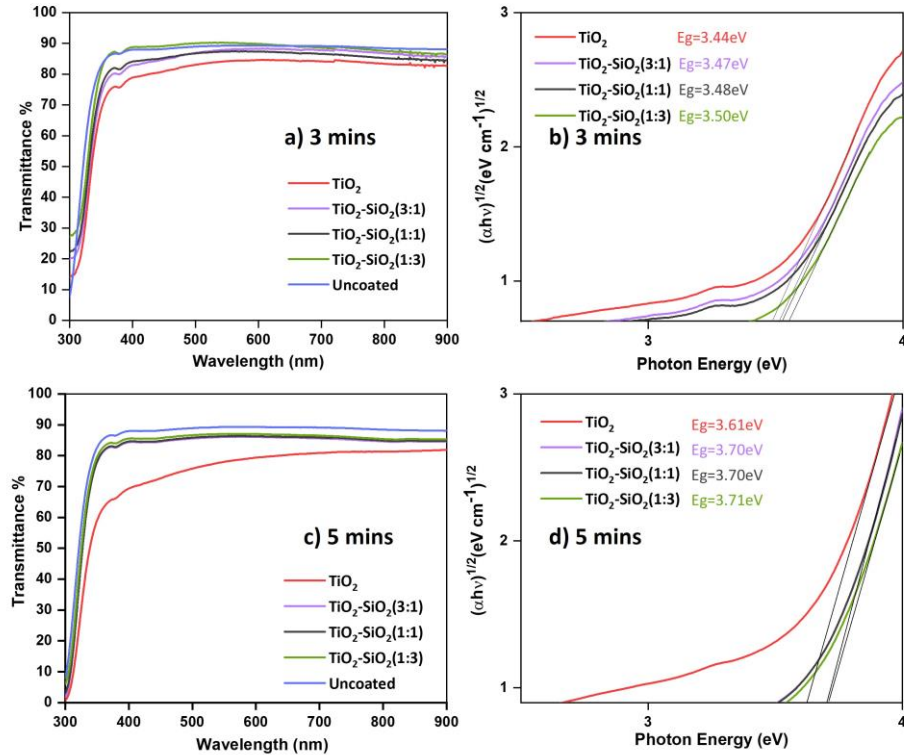 100
90
80
70
60
50
40
30
20
10
0
Transmittance %
a) 3 mins
TiO₂
TiO₂-SiO₂(3:1)
TiO₂-SiO₂(1:1)
TiO₂-SiO₂(1:3)
Uncoated
300 400 500 600 700 800 900
Wavelength (nm)
3
2
1
(αhν)^1/2(eV cm⁻¹)^1/2
TiO₂ Eg=3.44eV
TiO₂-SiO₂(3:1) Eg=3.47eV
TiO₂-SiO₂(1:1) Eg=3.48eV
TiO₂-SiO₂(1:3) Eg=3.50eV
b) 3 mins
3 4
Photon Energy (eV)
100
90
80
70
60
50
40
30
20
10
0
Transmittance %
c) 5 mins
TiO₂
TiO₂-SiO₂(3:1)
TiO₂-SiO₂(1:1)
TiO₂-SiO₂(1:3)
Uncoated
300 400 500 600 700 800 900
Wavelength (nm)
3
2
1
(αhν)^1/2(eV cm⁻¹)^1/2
TiO₂ Eg=3.61eV
TiO₂-SiO₂(3:1) Eg=3.70eV
TiO₂-SiO₂(1:1) Eg=3.70eV
TiO₂-SiO₂(1:3) Eg=3.71eV
d) 5 mins
3 4
Photon Energy (eV)